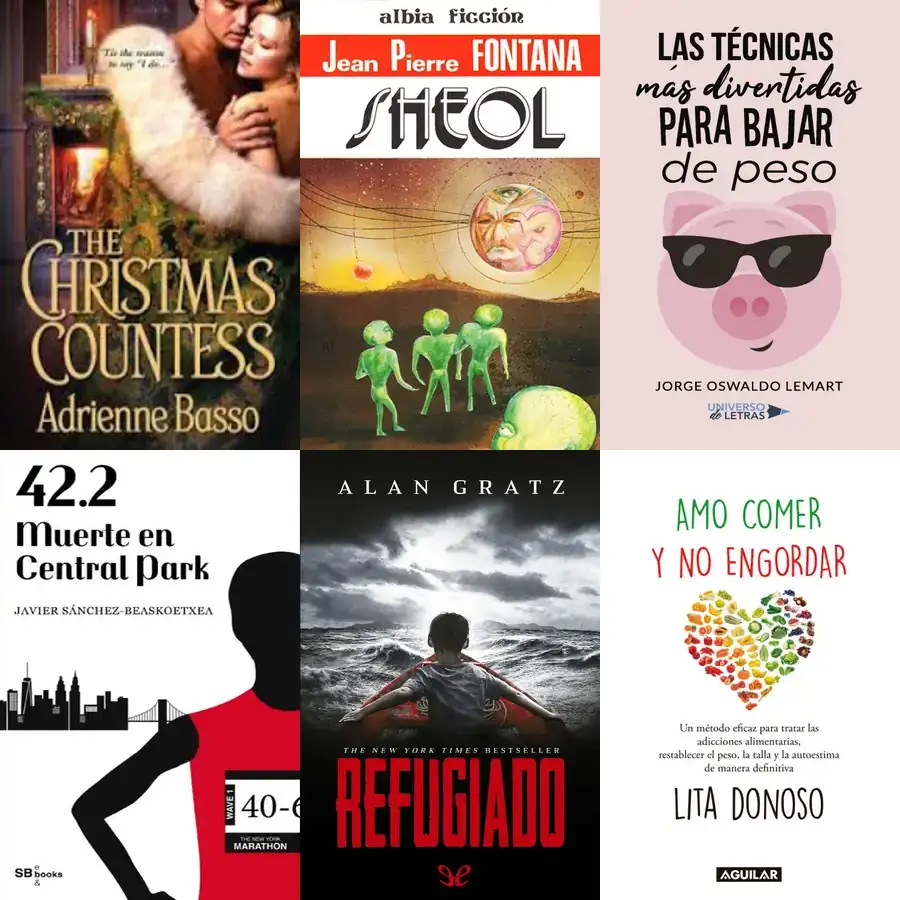 'Tis the reason
to say "I do..."
THE
CHRISTMAS
COUNTESS
Adrienne Basso
albia ficción
Jean Pierre FONTANA
SHEOL
LAS TÉCNICAS
más divertidas
PARA BAJAR
de peso
JORGE OSWALDO LEMART
UNIVERSO
de LETRAS
42.2
Muerte en
Central Park
JAVIER SÁNCHEZ-BEASKOETXEA
WAVE 1
40-6
THE NEW YORK
MARATHON
SB e books &
ALAN GRATZ
THE NEW YORK TIMES BESTSELLER
REFUGIADO
AMO COMER
Y NO ENGORDAR
Un método eficaz para tratar las
adicciones alimentarias,
restablecer el peso, la talla y la autoestima
de manera definitiva
LITA DONOSO
AGUILAR